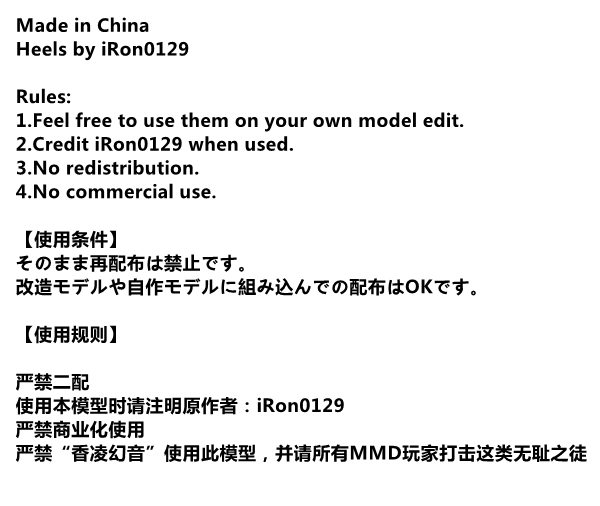 Made in China
Heels by iRon0129
Rules:
1.Feel free to use them on your own model edit.
2.Credit iRon0129 when used.
3.No redistribution.
4.No commercial use.
【使用条件】
そのまま再配布は禁止です。
改造モデルや自作モデルに組み込んでの配布はOKです。
【使用规则】
严禁二配
使用本模型时请注明原作者：iRon0129
严禁商业化使用
严禁“香凌幻音”使用此模型，并请所有MMD玩家打击这类无耻之徒